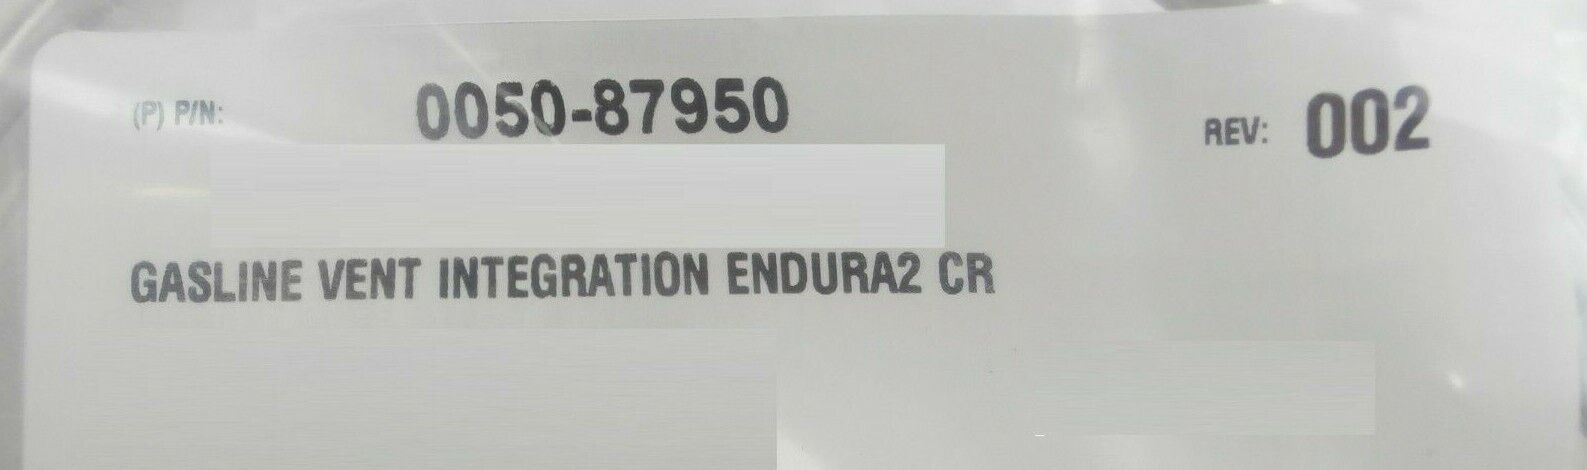 (P) P/N: 0050-87950 REV: 002
GASLINE VENT INTEGRATION ENDURA2 CR